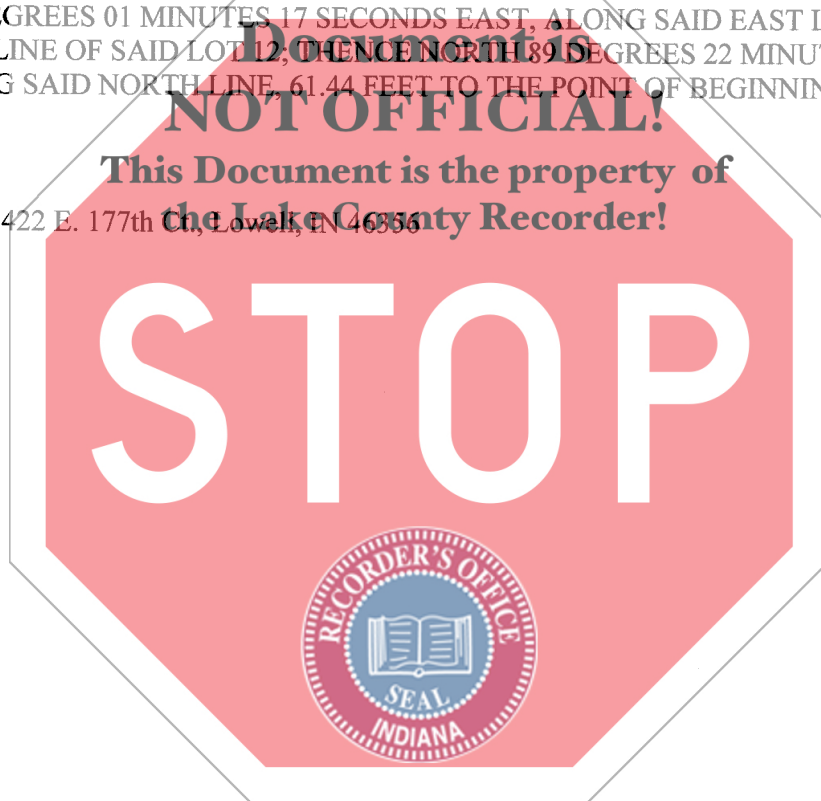 GREES 01 MINUTES 17 SECONDS EAST, ALONG SAID EAST L
LINE OF SAID LOT 12; THENCE NORTH 89 DEGREES 22 MINU
G SAID NORTH LINE, 61.44 FEET TO THE POINT OF BEGINNIN
Document is
NOT OFFICIAL!
This Document is the property of
the Lake County Recorder!
422 E. 177th Ct., Lowell, IN 46356
STOP
RECORDER'S OFFICE
SEAL
INDIANA